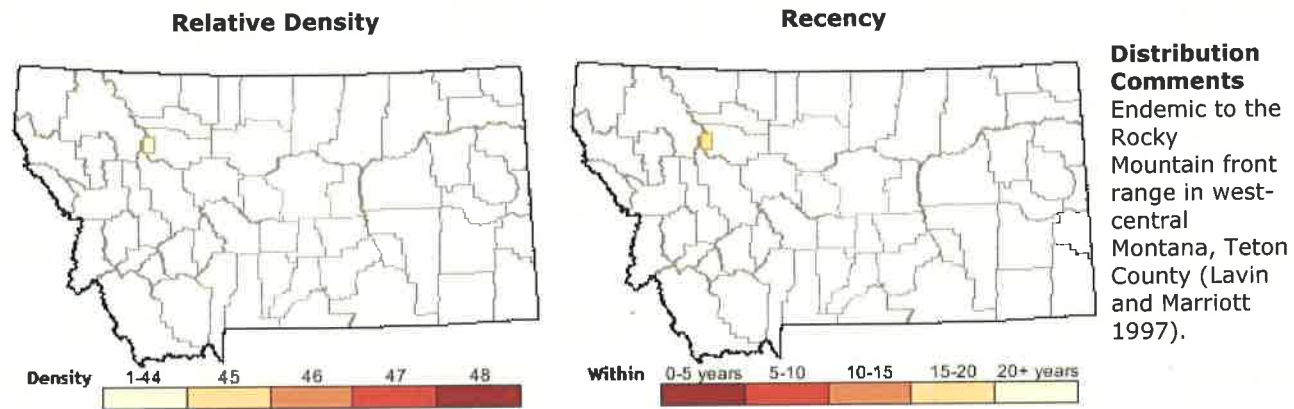 Relative Density
Density 1-44 45 46 47 48
Recency
Within 0-5 years 5-10 10-15 15-20 20+ years
Distribution
Comments
Endemic to the
Rocky
Mountain front
range in west-
central
Montana, Teton
County (Lavin
and Marriott
1997).